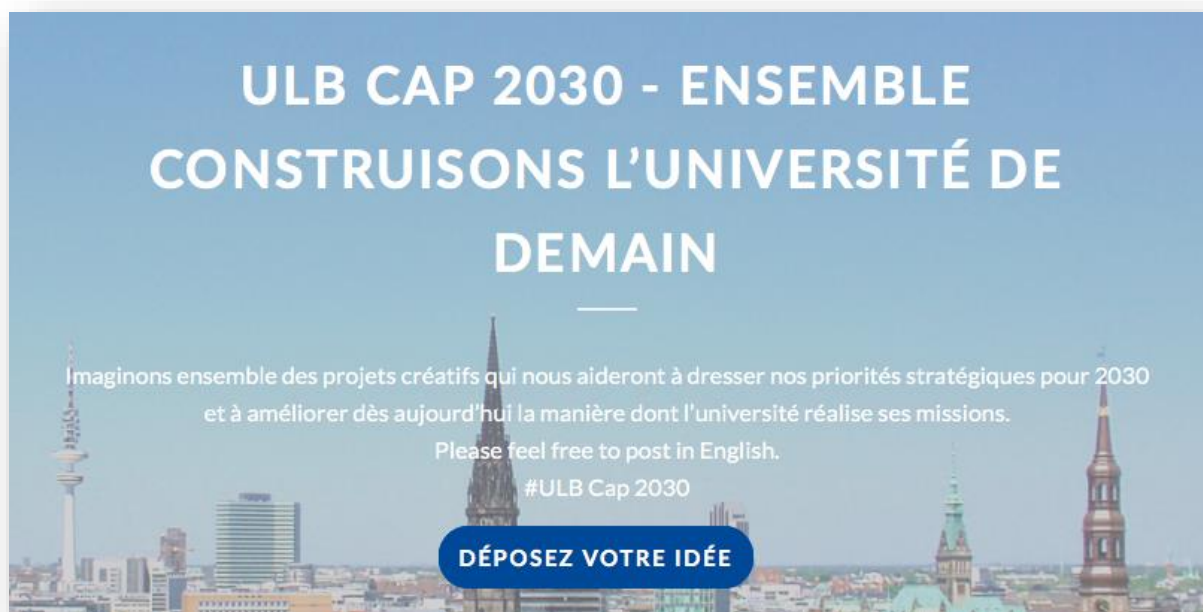 ULB CAP 2030 - ENSEMBLE
CONSTRUISONS L’UNIVERSITÉ DE
DEMAIN
Imaginons ensemble des projets créatifs qui nous aideront à dresser nos priorités stratégiques pour 2030
et à améliorer dès aujourd’hui la manière dont l’université réalise ses missions.
Please feel free to post in English.
#ULB Cap 2030
DÉPOSEZ VOTRE IDÉE